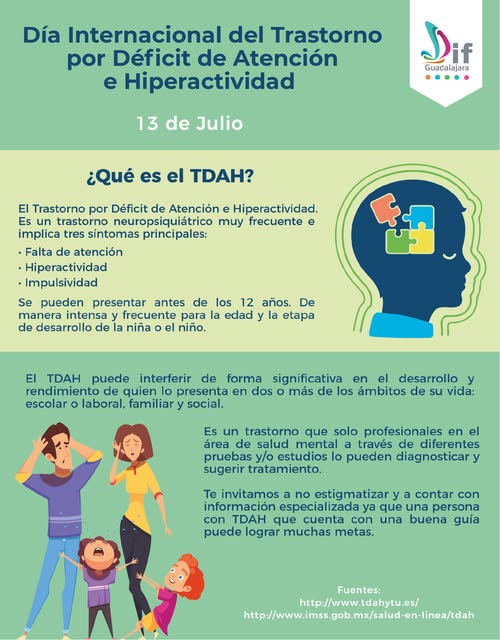 Día Internacional del Trastorno
por Déficit de Atención
e Hiperactividad
13 de Julio
Dif
Guadalajara
¿Qué es el TDAH?
El Trastorno por Déficit de Atención e Hiperactividad.
Es un trastorno neuropsiquiátrico muy frecuente e
implica tres síntomas principales:
• Falta de atención
• Hiperactividad
• Impulsividad
Se pueden presentar antes de los 12 años. De
manera intensa y frecuente para la edad y la etapa
de desarrollo de la niña o el niño.
El TDAH puede interferir de forma significativa en el desarrollo y
rendimiento de quien lo presenta en dos o más de los ámbitos de su vida:
escolar o laboral, familiar y social.
Es un trastorno que solo profesionales en el
área de salud mental a través de diferentes
pruebas y/o estudios lo pueden diagnosticar y
sugerir tratamiento.
Te invitamos a no estigmatizar y a contar con
información especializada ya que una persona
con TDAH que cuenta con una buena guía
puede lograr muchas metas.
Fuentes:
http://www.tdahytu.es/
http://www.imss.gob.mx/salud-en-linea/tdah